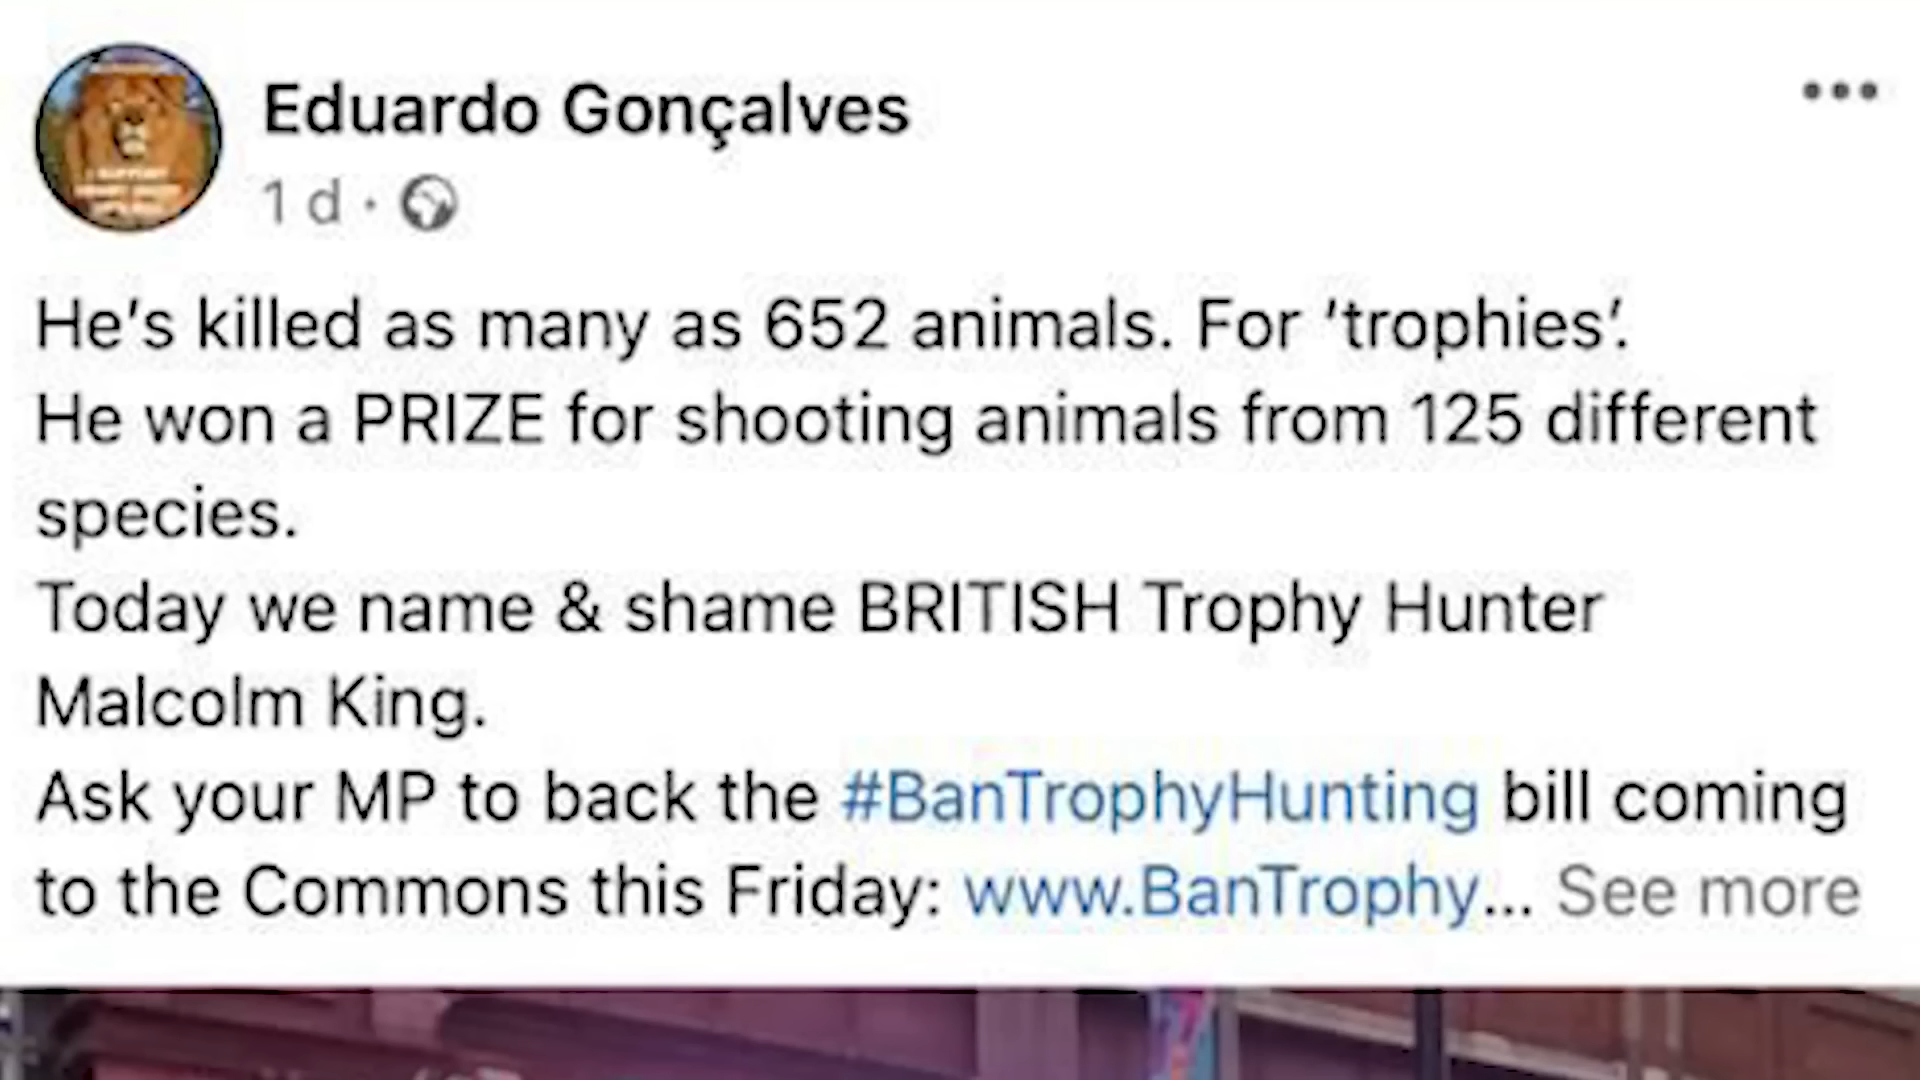 Eduardo Gonçalves
1 d ·
He's killed as many as 652 animals. For 'trophies'.
He won a PRIZE for shooting animals from 125 different
species.
Today we name & shame BRITISH Trophy Hunter
Malcolm King.
Ask your MP to back the #BanTrophyHunting bill coming
to the Commons this Friday: www.BanTrophy... See more